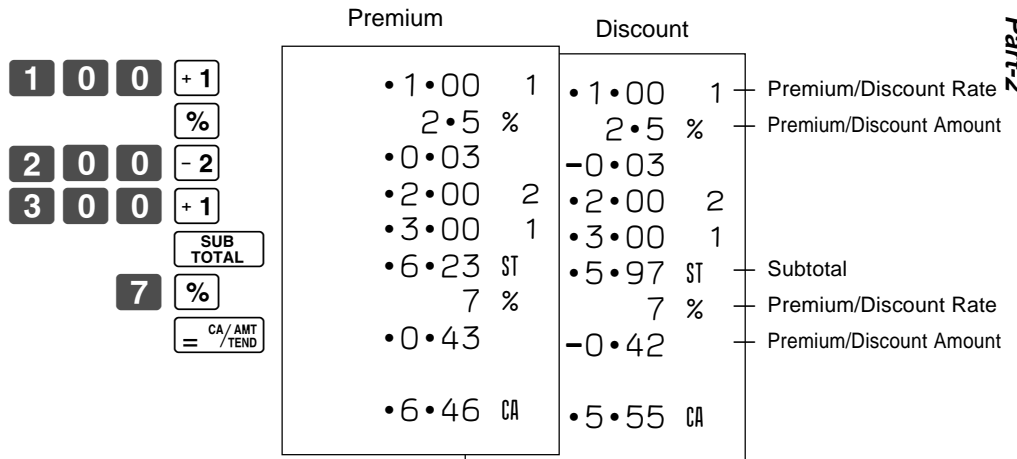 Part-2
Premium Discount
1 0 0 + 1 •1•00 1 •1•00 1 Premium/Discount Rate
% 2•5 % 2•5 % Premium/Discount Amount
2 0 0 - 2 •0•03 -0•03
3 0 0 + 1 •2•00 2 •2•00 2
•3•00 1 •3•00 1
SUB TOTAL •6•23 ST •5•97 ST Subtotal
7 % 7 % 7 % Premium/Discount Rate
= CA/AMT /TEND •0•43 -0•42 Premium/Discount Amount
•6•46 CA •5•55 CA